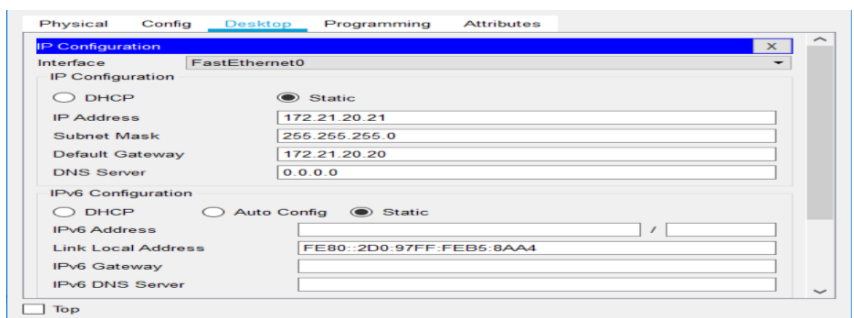 Physical Config Desktop Programming Attributes
IP Configuration X
Interface FastEthernet0
IP Configuration
DHCP Static
IP Address 172.21.20.21
Subnet Mask 255.255.255.0
Default Gateway 172.21.20.20
DNS Server 0.0.0.0
IPv6 Configuration
DHCP Auto Config Static
IPv6 Address /
Link Local Address FE80::2D0:97FF:FEB5:8AA4
IPv6 Gateway
IPv6 DNS Server
Top